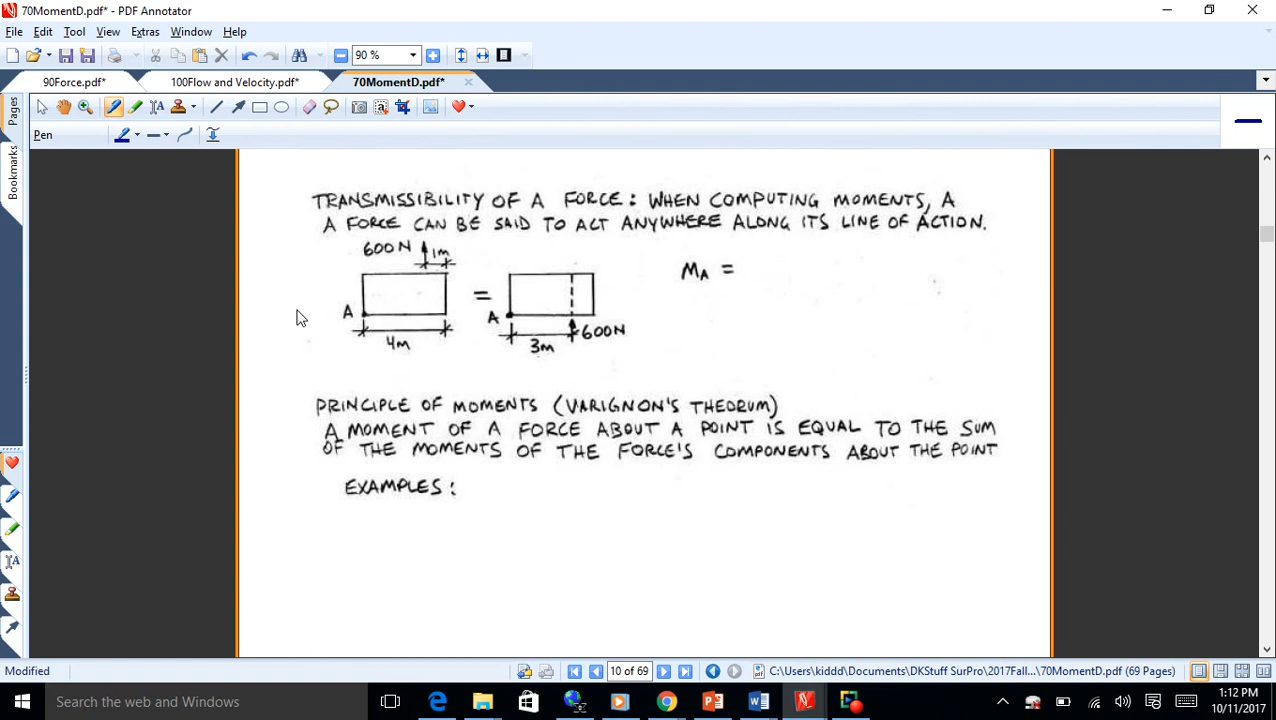 70MomentD.pdf* - PDF Annotator
File Edit Tool View Extras Window Help
90 %
90Force.pdf* 100Flow and Velocity.pdf* 70MomentD.pdf*
Pen
Pages
Bookmarks
TRANSMISSIBILITY OF A FORCE: WHEN COMPUTING MOMENTS, A
A FORCE CAN BE SAID TO ACT ANYWHERE ALONG ITS LINE OF ACTION.
600N 1m
A = A 600N
4m 3m
MA =
PRINCIPLE OF MOMENTS (VARIGNON'S THEORUM)
A MOMENT OF A FORCE ABOUT A POINT IS EQUAL TO THE SUM
OF THE MOMENTS OF THE FORCE'S COMPONENTS ABOUT THE POINT
EXAMPLES:
Modified 10 of 69 C:\Users\kiddd\Documents\DKStuff SurPro\2017Fall...\70MomentD.pdf (69 Pages)
Search the web and Windows
1:12 PM
10/11/2017